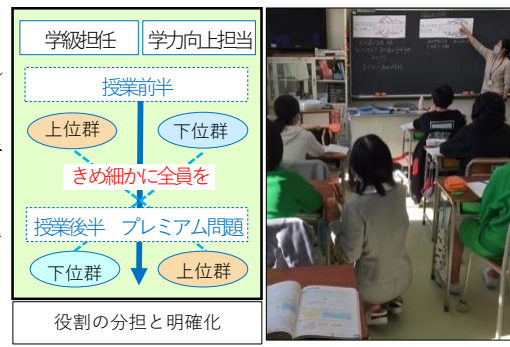 学級担任 学力向上担当
授業前半
上位群 下位群
きめ細かに全員を
授業後半 プレミアム問題
下位群 上位群
役割の分担と明確化